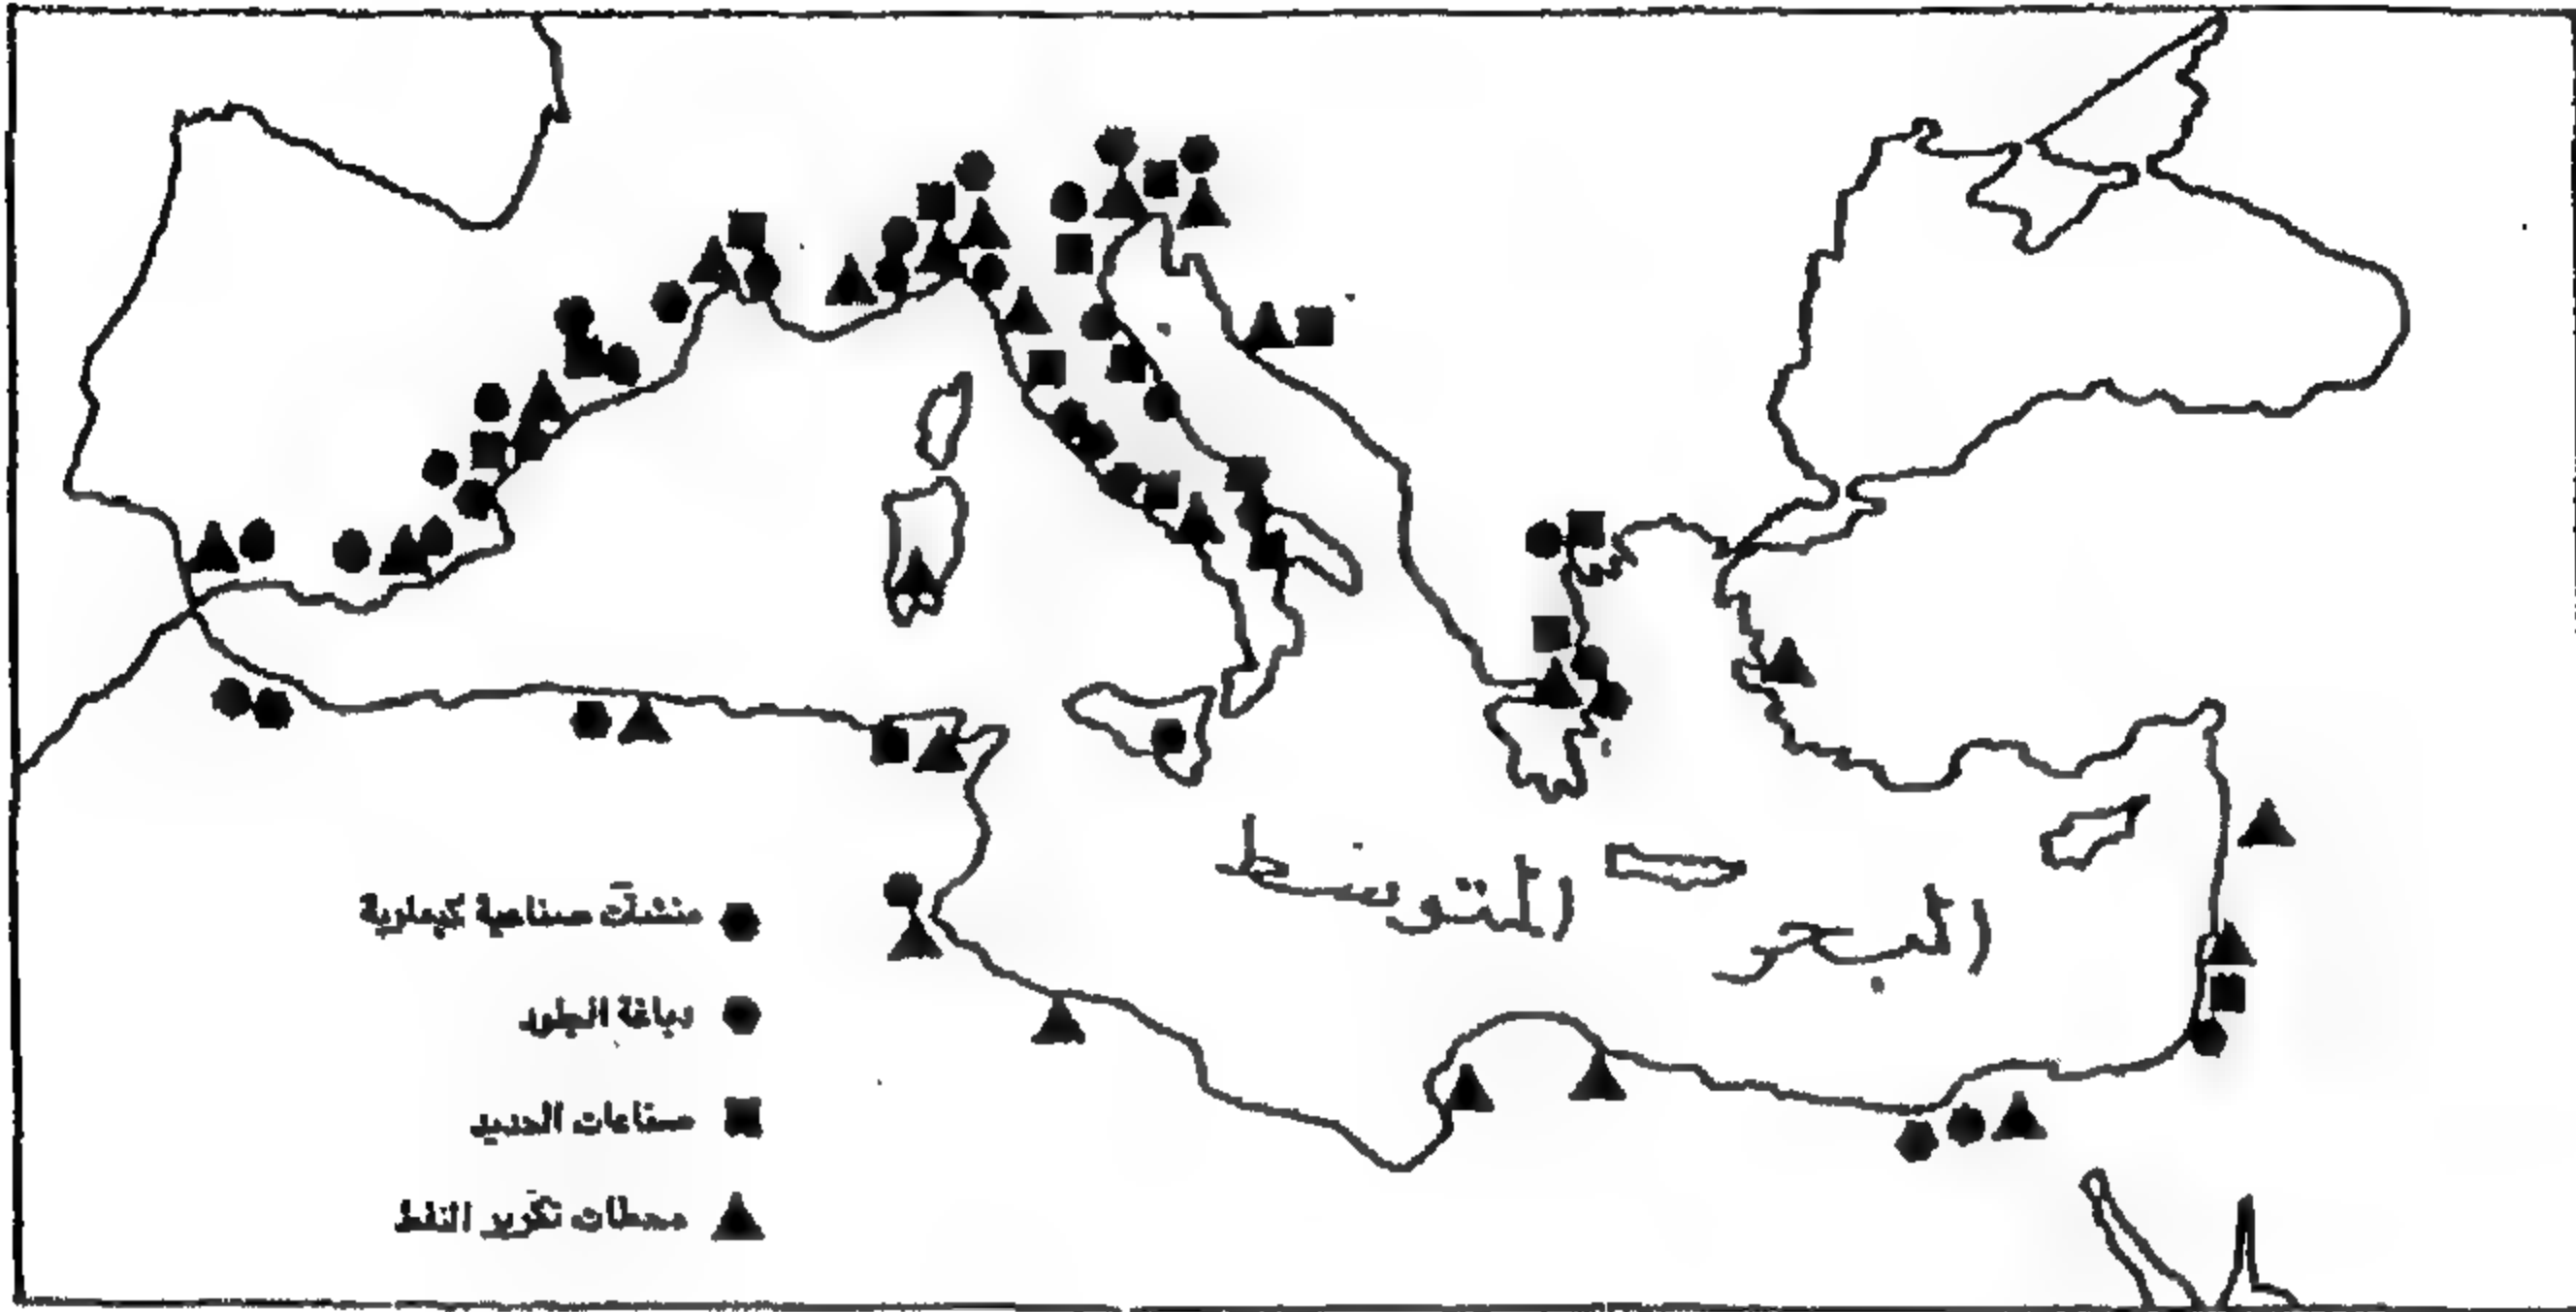 البحر
المتوسط
منشآت صناعية كيماوية
دباغة الجلود
صناعات الحديد
محطات تكرير النفط